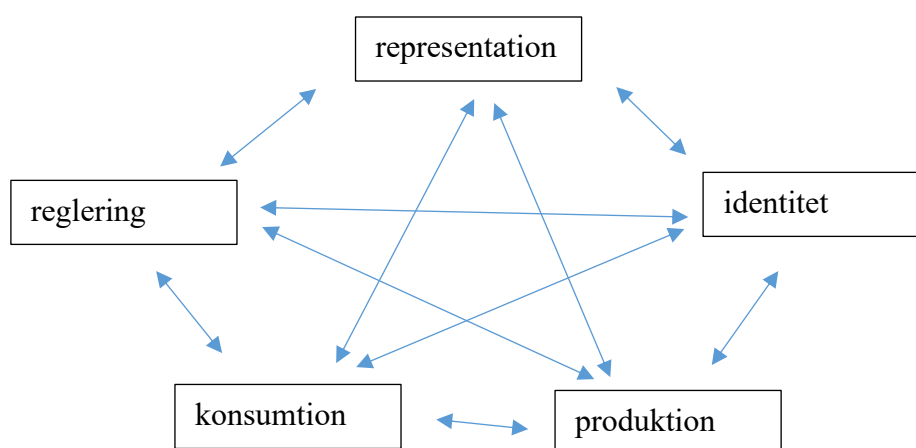 representation
reglering
identitet
konsumtion
produktion